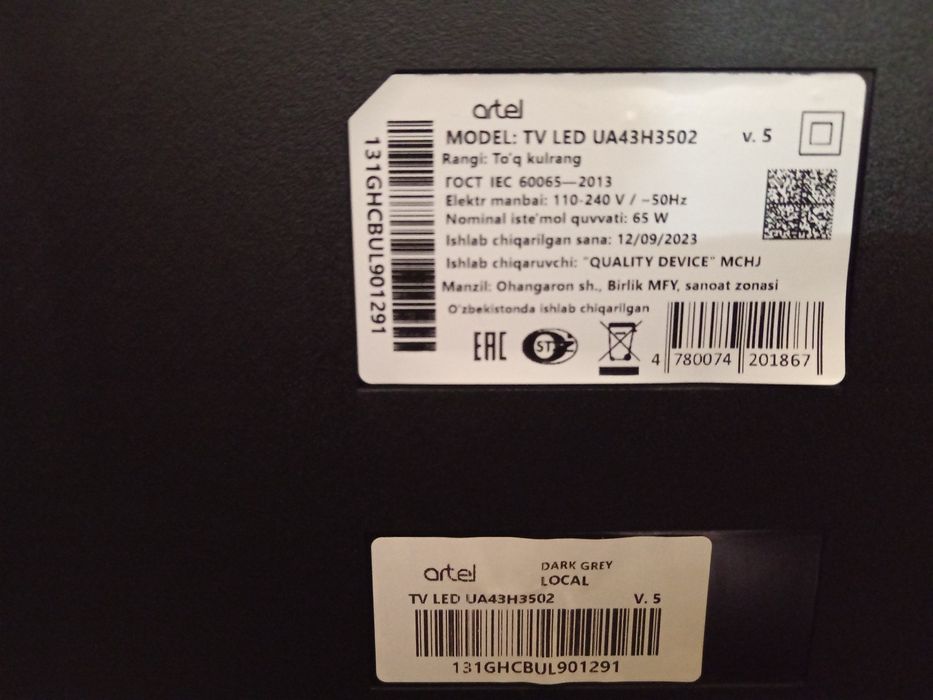 artel
MODEL: TV LED UA43H3502 v. 5
Rangi: To'q kulrang
ГОСТ IEC 60065—2013
Elektr manbai: 110-240 V / ~50Hz
Nominal iste'mol quvvati: 65 W
Ishlab chiqarilgan sana: 12/09/2023
Ishlab chiqaruvchi: "QUALITY DEVICE" MCHJ
Manzil: Ohangaron sh., Birlik MFY, sanoat zonasi
O'zbekistonda ishlab chiqarilgan
EAC
4 780074 201867
131GHCBUL901291
artel
DARK GREY
LOCAL
TV LED UA43H3502 V. 5
131GHCBUL901291